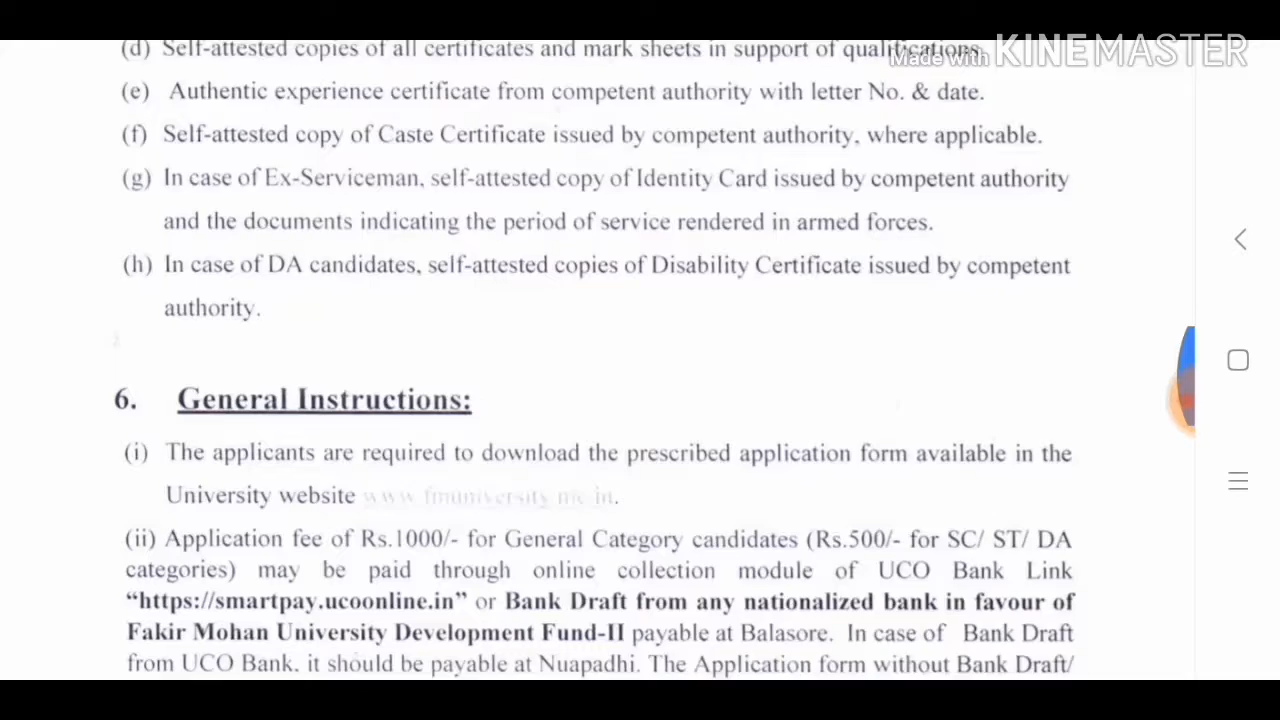 (d) Self-attested copies of all certificates and mark sheets in support of qualifications.
Made with KINEMASTER
(e) Authentic experience certificate from competent authority with letter No. & date.
(f) Self-attested copy of Caste Certificate issued by competent authority, where applicable.
(g) In case of Ex-Serviceman, self-attested copy of Identity Card issued by competent authority
and the documents indicating the period of service rendered in armed forces.
(h) In case of DA candidates, self-attested copies of Disability Certificate issued by competent
authority.
6. General Instructions:
(i) The applicants are required to download the prescribed application form available in the
University website www.fmuniversity.nic.in.
(ii) Application fee of Rs.1000/- for General Category candidates (Rs.500/- for SC/ ST/ DA
categories) may be paid through online collection module of UCO Bank Link
“https://smartpay.ucoonline.in” or Bank Draft from any nationalized bank in favour of
Fakir Mohan University Development Fund-II payable at Balasore. In case of Bank Draft
from UCO Bank, it should be payable at Nuapadhi. The Application form without Bank Draft/